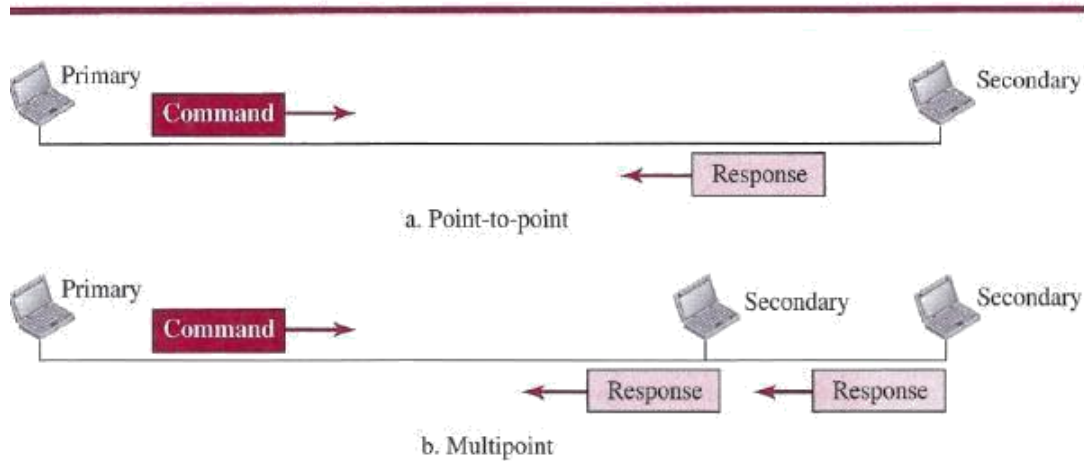 Primary
Secondary
Command
Response
a. Point-to-point
Primary
Secondary
Secondary
Command
Response
Response
b. Multipoint